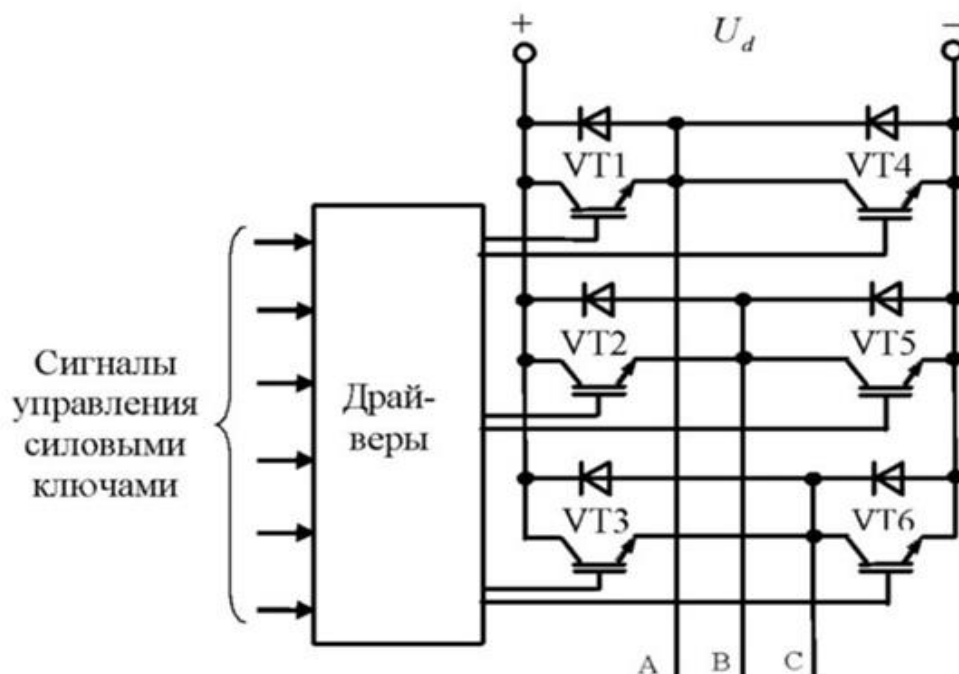 + U_d −
VT1 VT4
VT2 VT5
Сигналы
управления
силовыми
ключами
Драй-
веры
VT3 VT6
A B C